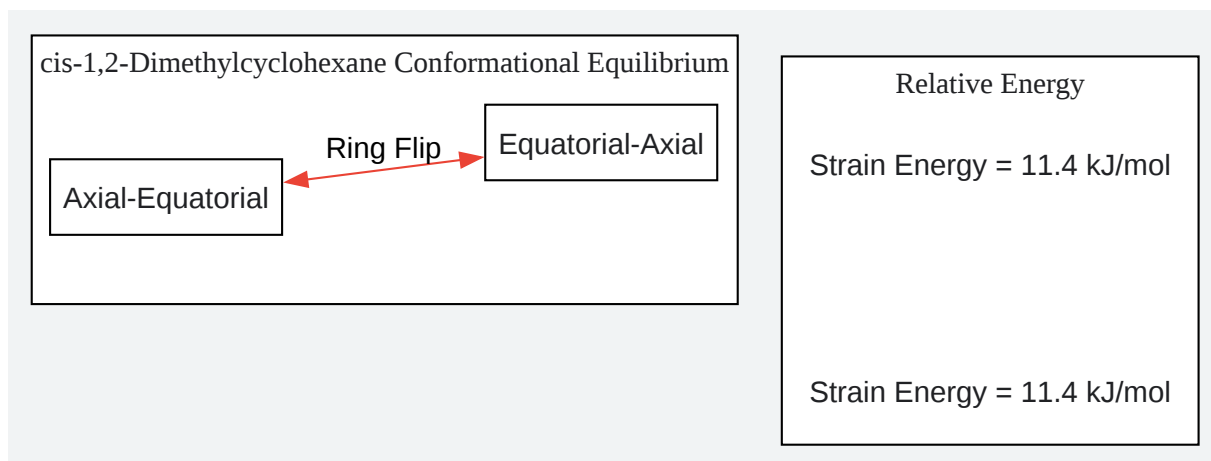 cis-1,2-Dimethylcyclohexane Conformational Equilibrium
Ring Flip
Equatorial-Axial
Axial-Equatorial
Relative Energy
Strain Energy = 11.4 kJ/mol
Strain Energy = 11.4 kJ/mol